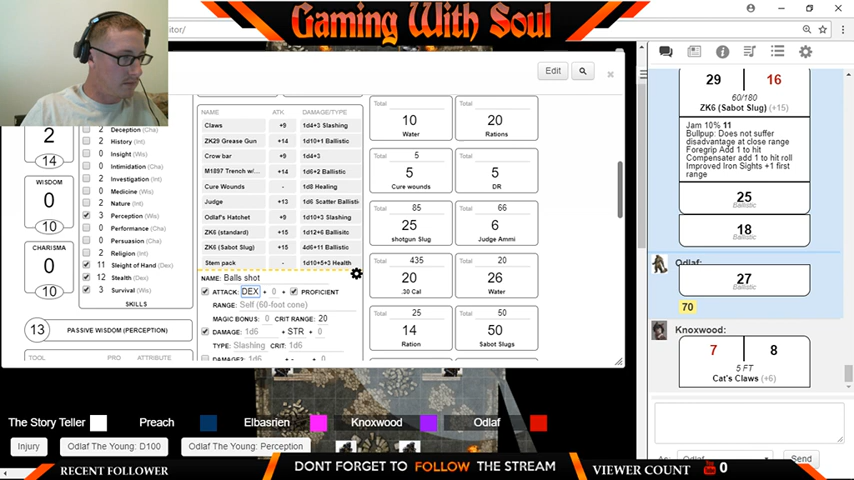 Gaming With Soul
itor/
Edit
2
14
WISDOM
0
10
CHARISMA
0
10
2 Deception (Cha)
2 History (Int)
0 Insight (Wis)
0 Intimidation (Cha)
2 Investigation (Int)
0 Medicine (Wis)
2 Nature (Int)
3 Perception (Wis)
0 Performance (Cha)
0 Persuasion (Cha)
2 Religion (Int)
11 Sleight of Hand (Dex)
12 Stealth (Dex)
3 Survival (Wis)
SKILLS
13 PASSIVE WISDOM (PERCEPTION)
TOOL PRO ATTRIBUTE
NAME ATK DAMAGE/TYPE
Claws +9 1d4+3 Slashing
ZK29 Grease Gun +14 1d10+1 Ballistic
Crow bar +9 1d4+3
M1897 Trench w/... +14 1d6+2 Ballistic
Cure Wounds - 1d8 Healing
Judge +13 1d6 Scatter Ballisti
Odlaf's Hatchet +9 1d10+3 Slashing
ZK6 (standard) +15 1d12+6 Ballisitc
ZK6 (Sabot Slug) +15 4d6+11 Ballistic
Stem pack - 1d10+5+3 Health
NAME: Balls shot
ATTACK: DEX + 0 + PROFICIENT
RANGE: Self (60-foot cone)
MAGIC BONUS: 0 CRIT RANGE: 20
DAMAGE: 1d6 + STR + 0
TYPE: Slashing CRIT: 1d6
DAMAGE2: 1d6
Total
10
Water
Total
20
Rations
Total 5
5
Cure wounds
Total
5
DR
Total 85
25
shotgun Slug
Total 66
6
Judge Ammi
Total 435
20
.30 Cal
Total 20
26
Water
Total
14
Ration
Total 50
50
Sabot Slugs
29 16
60/180
ZK6 (Sabot Slug) (+15)
Jam 10% 11
Bullpup: Does not suffer
disadvantage at close range
Foregrip Add 1 to hit
Compensater add 1 to hit roll
Improved Iron Sights +1 first
range
25
Ballistic
18
Ballistic
Odlaf:
27
Ballistic
70
Knoxwood:
7 8
5 FT
Cat's Claws (+6)
As: Odlaf
Send
The Story Teller
Preach
Elbasrien
Knoxwood
Odlaf
Injury
Odlaf The Young: D100
Odlaf The Young: Perception
RECENT FOLLOWER
DONT FORGET TO FOLLOW THE STREAM
VIEWER COUNT 0